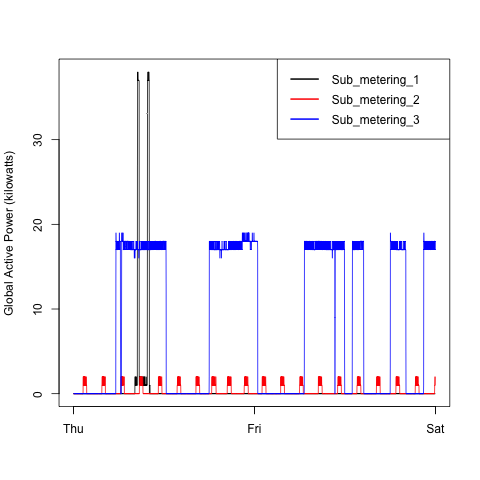 Sub_metering_1
Sub_metering_2
Sub_metering_3
Global Active Power (kilowatts)
30
20
10
0
Thu Fri Sat